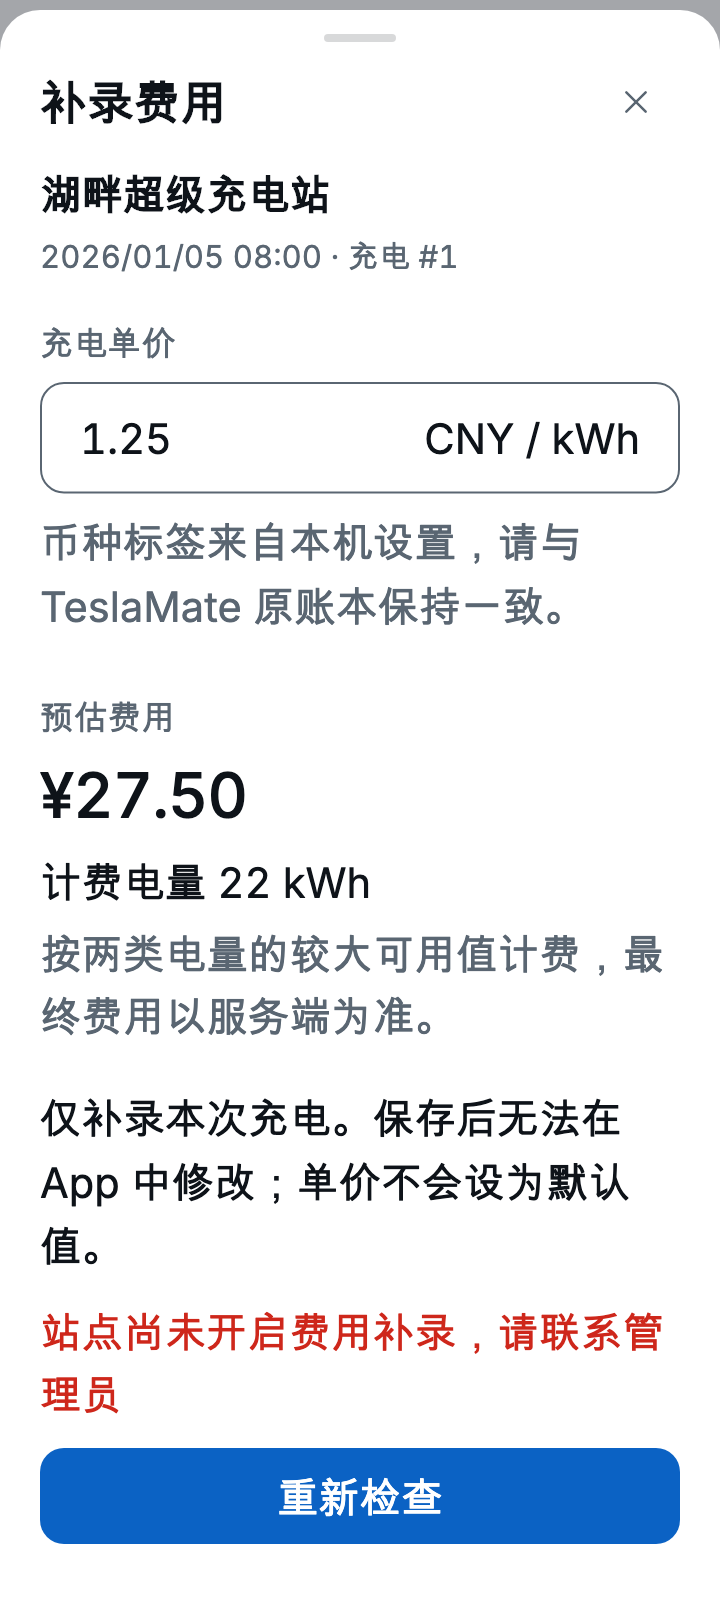 补录费用
湖畔超级充电站
2026/01/05 08:00 · 充电 #1
充电单价
1.25 CNY / kWh
币种标签来自本机设置，请与
TeslaMate 原账本保持一致。
预估费用
¥27.50
计费电量 22 kWh
按两类电量的较大可用值计费，最
终费用以服务端为准。
仅补录本次充电。保存后无法在
App 中修改；单价不会设为默认
值。
站点尚未开启费用补录，请联系管
理员
重新检查